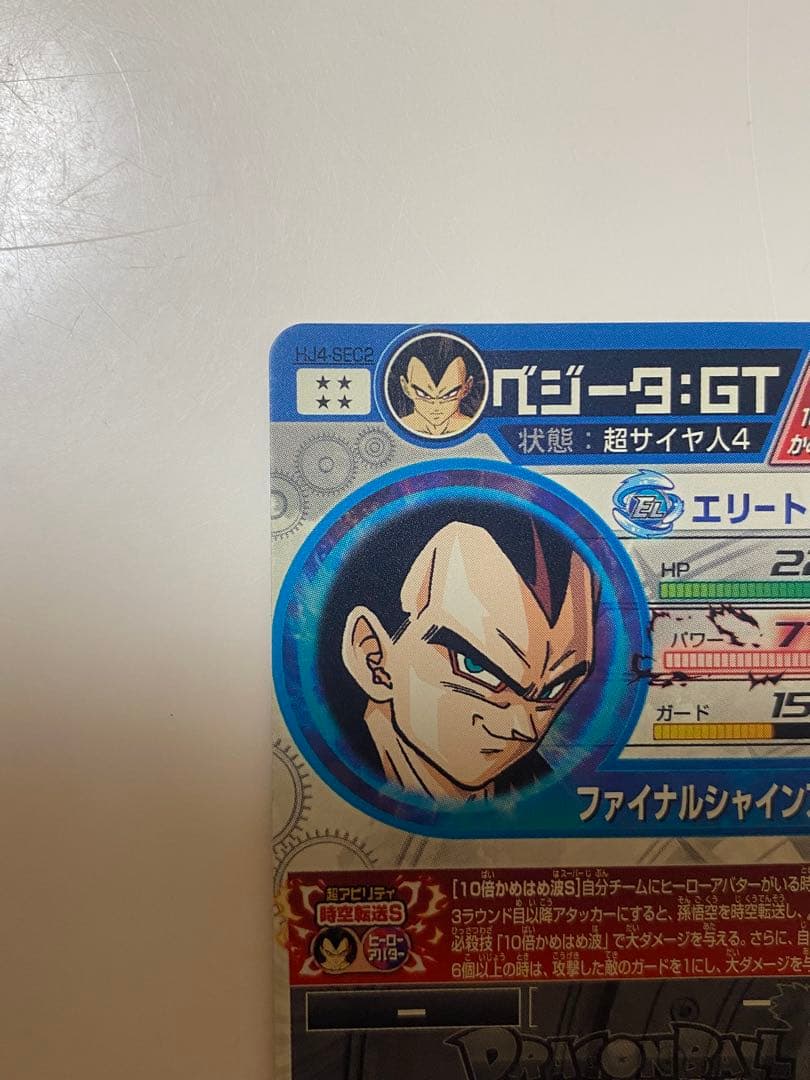 HJ4-SEC2
ベジータ:GT
状態：超サイヤ人4
EL エリート
HP 22
パワー 7
ガード 15
ファイナルシャイン
超アビリティ
時空転送S
ヒーロー
アバター
[10倍かめはめ波S]自分チームにヒーローアバターがいる時
3ラウンド目以降アタッカーにすると、孫悟空を時空転送し、
必殺技「10倍かめはめ波」で大ダメージを与える。さらに、自
6個以上の時は、攻撃した敵のガードを1にし、大ダメージを与
DRAGONBALL